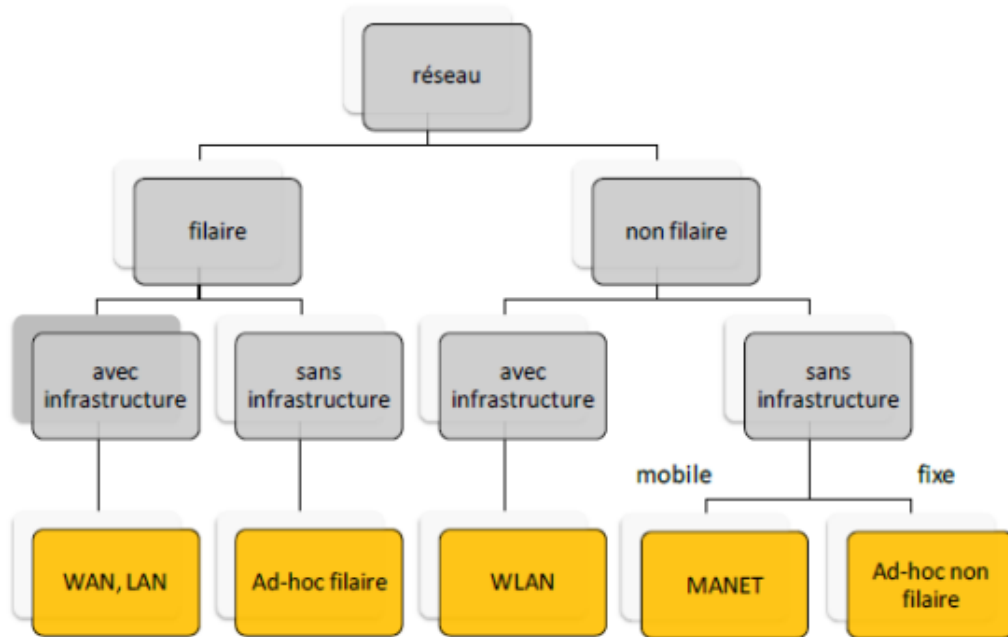 réseau
filaire
non filaire
avec
infrastructure
sans
infrastructure
avec
infrastructure
sans
infrastructure
mobile
fixe
WAN, LAN
Ad-hoc filaire
WLAN
MANET
Ad-hoc non
filaire